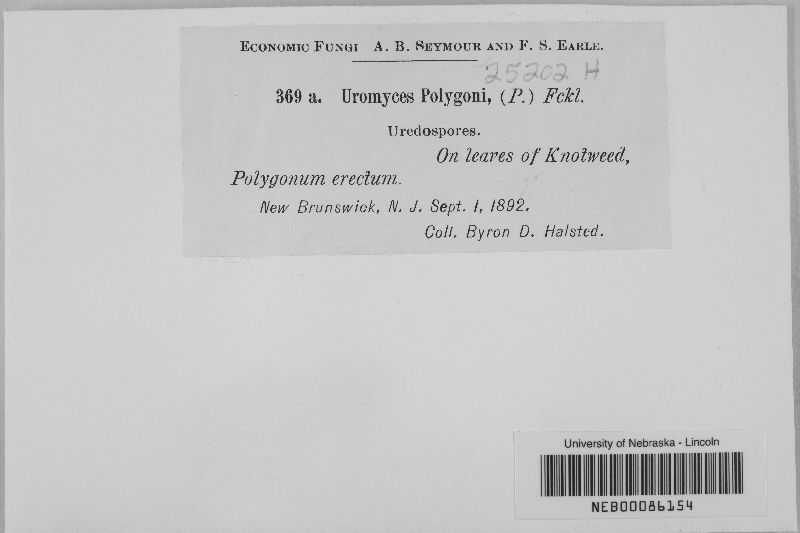 ECONOMIC FUNGI A. B. SEYMOUR AND F. S. EARLE.
25202 H
369 a. Uromyces Polygoni, (P.) Fckl.
Uredospores.
On leaves of Knotweed,
Polygonum erectum.
New Brunswick, N. J. Sept. 1, 1892.
Coll. Byron D. Halsted.
University of Nebraska - Lincoln
NEB00086154